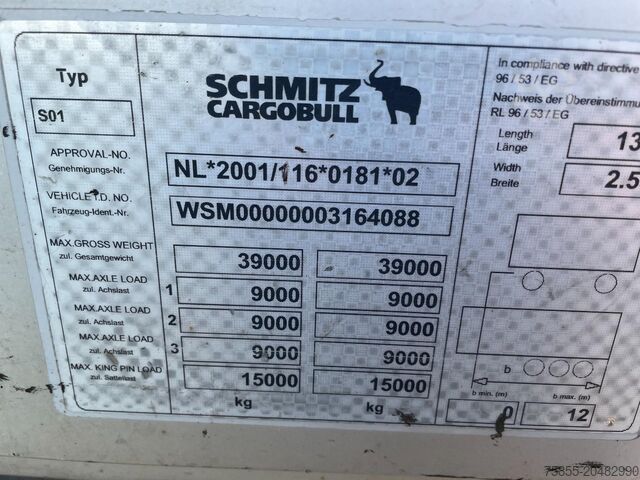 Typ
S01
SCHMITZ
CARGOBULL
APPROVAL-NO.
Genehmigungs-Nr.
NL*2001/116*0181*02
VEHICLE I.D. NO.
Fahrzeug-Ident.-Nr.
WSM00000003164088
MAX.GROSS WEIGHT
zul. Gesamtgewicht
39000 39000
MAX.AXLE LOAD
zul. Achslast
1 9000 9000
MAX.AXLE LOAD
zul. Achslast
2 9000 9000
MAX.AXLE LOAD
zul. Achslast
3 9000 9000
MAX. KING PIN LOAD
zul. Sattellast
15000 15000
kg kg
In compliance with directive
96 / 53 / EG
Nachweis der Übereinstimmu
RL 96 / 53 / EG
Length
Länge
13
Width
Breite
2.5
b
b min. (m) b max. (m)
0 12
75355-20482990